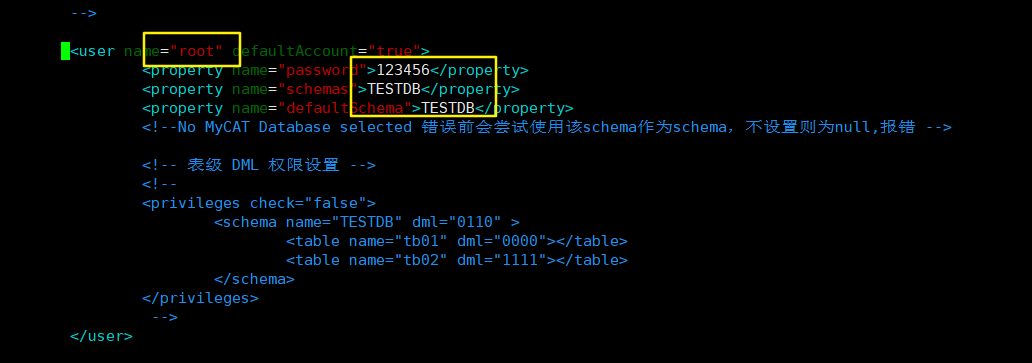 -->
<user name="root" defaultAccount="true">
<property name="password">123456</property>
<property name="schemas">TESTDB</property>
<property name="defaultSchema">TESTDB</property>
<!--No MyCAT Database selected 错误前会尝试使用该schema作为schema，不设置则为null,报错 -->
<!-- 表级 DML 权限设置 -->
<!--
<privileges check="false">
<schema name="TESTDB" dml="0110" >
<table name="tb01" dml="0000"></table>
<table name="tb02" dml="1111"></table>
</schema>
</privileges>
-->
</user>